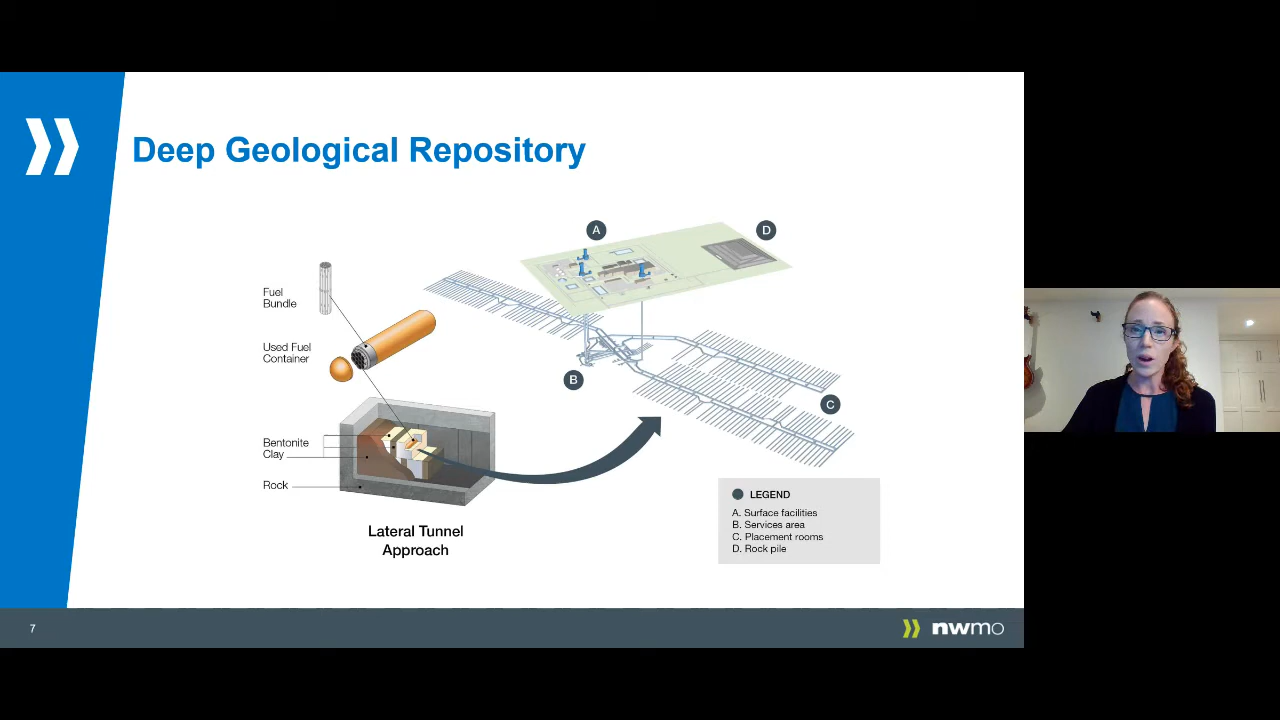 Deep Geological Repository
A
D
Fuel
Bundle
Used Fuel
Container
B
C
Bentonite
Clay
Rock
LEGEND
A. Surface facilities
B. Services area
C. Placement rooms
D. Rock pile
Lateral Tunnel
Approach
7
nwmo